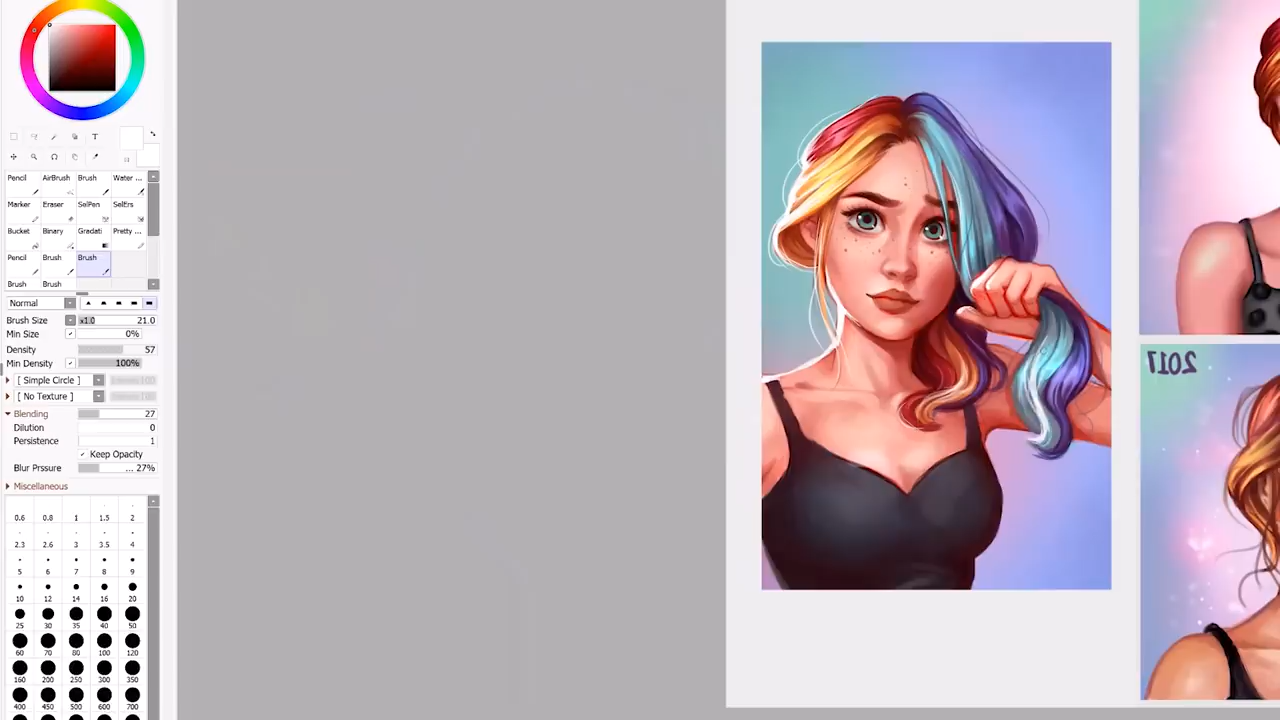 T
Pencil AirBrush Brush Water ...
Marker Eraser SelPen SelErs
Bucket Binary Gradati Pretty ...
Pencil Brush Brush
Brush Brush
Normal
Brush Size x1.0 21.0
Min Size 0%
Density 57
Min Density 100%
[ Simple Circle ]
[ No Texture ]
Blending 27
Dilution 0
Persistence 1
Keep Opacity
Blur Prssure ... 27%
Miscellaneous
0.6 0.8 1 1.5 2
2.3 2.6 3 3.5 4
5 6 7 8 9
10 12 14 16 20
25 30 35 40 50
60 70 80 100 120
160 200 250 300 350
400 450 500 600 700
2017